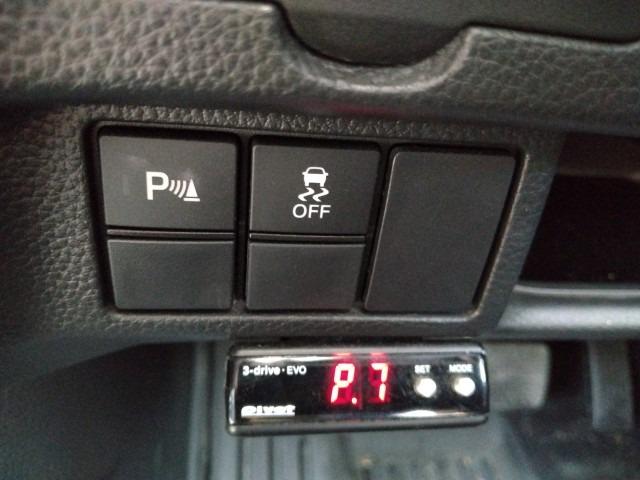 P
OFF
3-drive·EVO
P.7
SET
MODE
Pivot